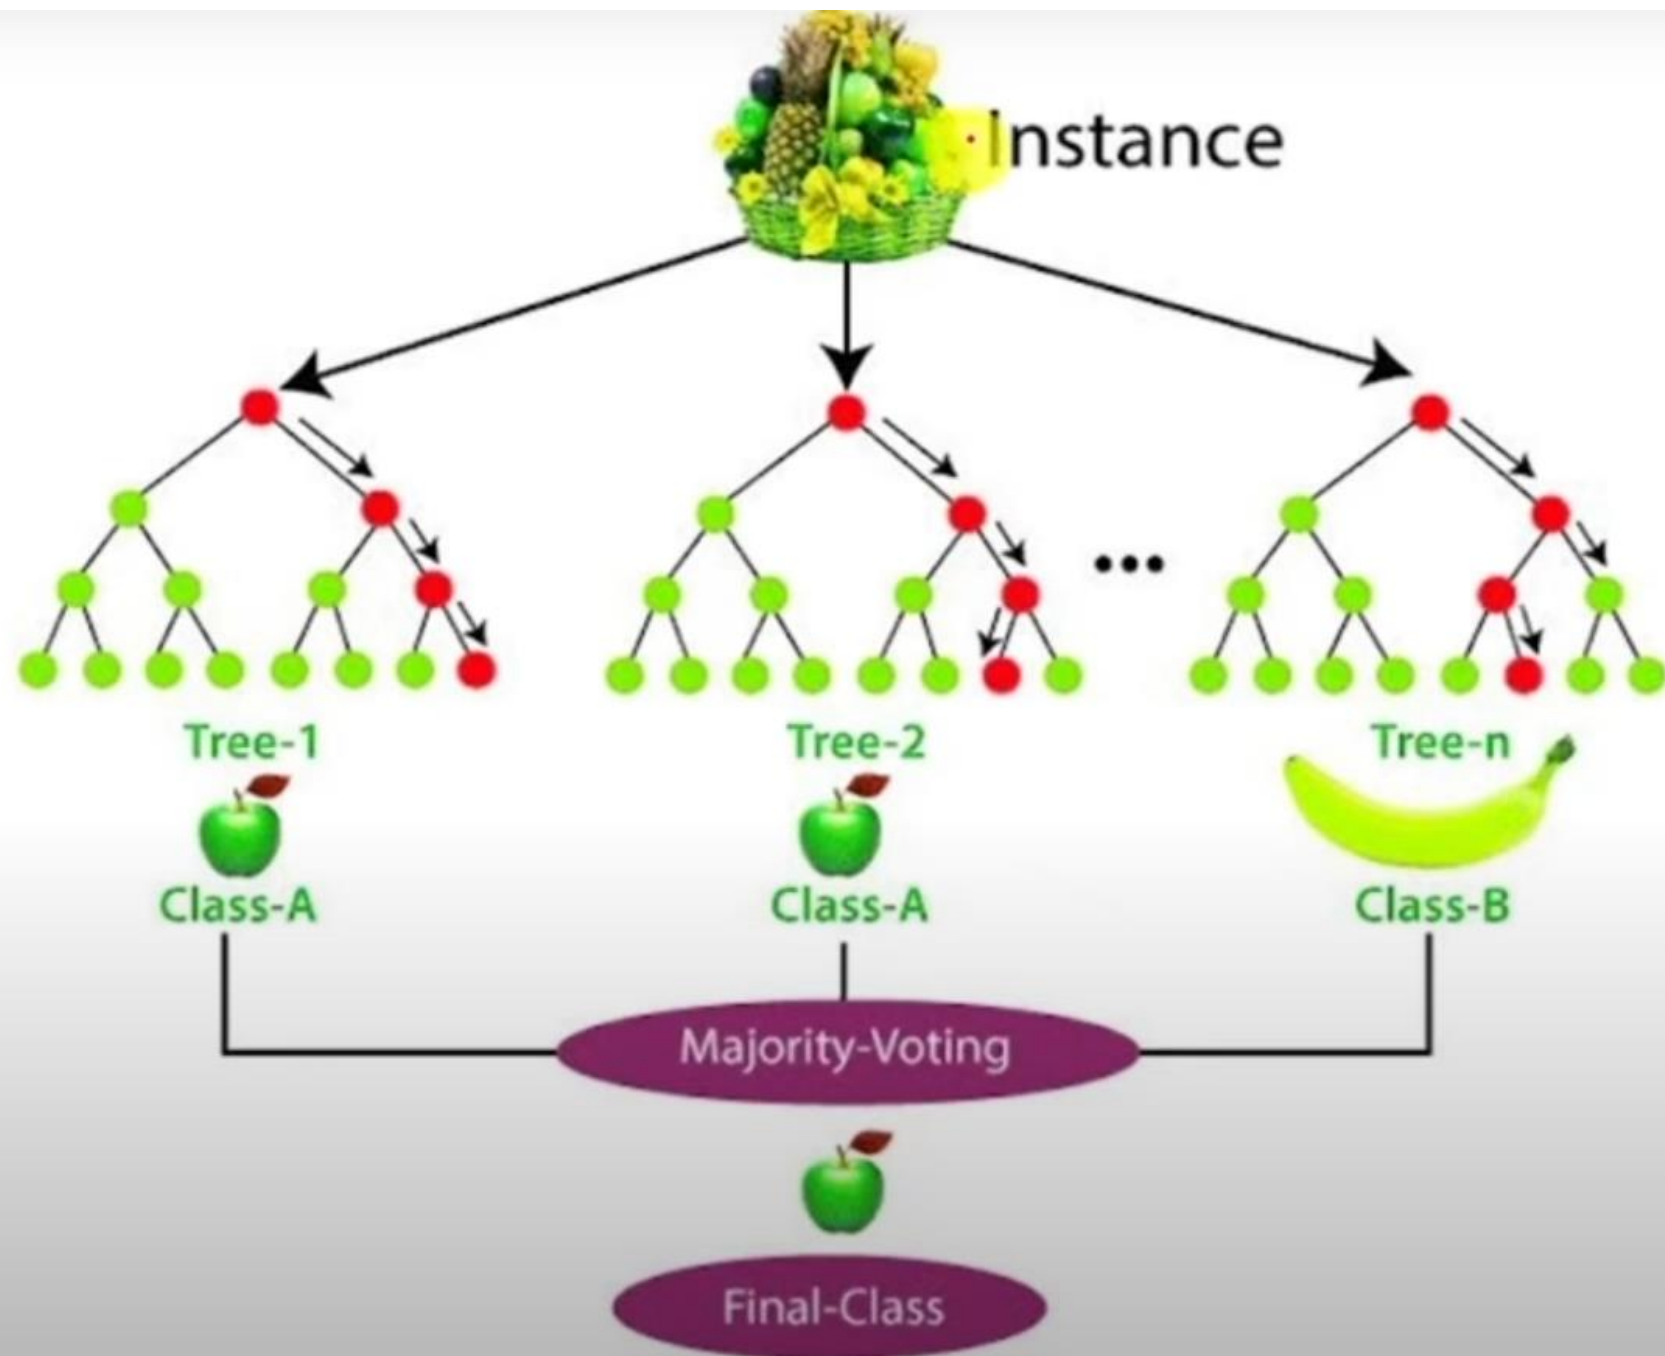 Instance
...
Tree-1
Tree-2
Tree-n
Class-A
Class-A
Class-B
Majority-Voting
Final-Class